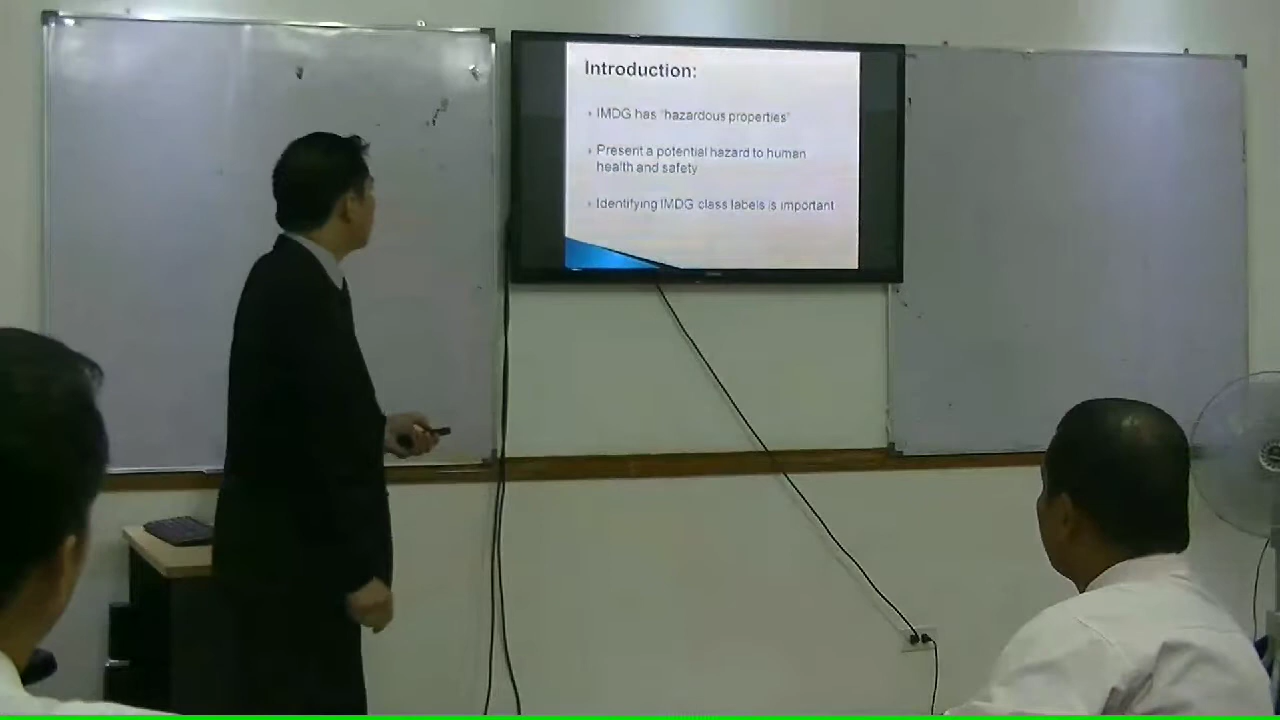 Introduction:
IMDG has "hazardous properties"
Present a potential hazard to human
health and safety
Identifying IMDG class labels is important